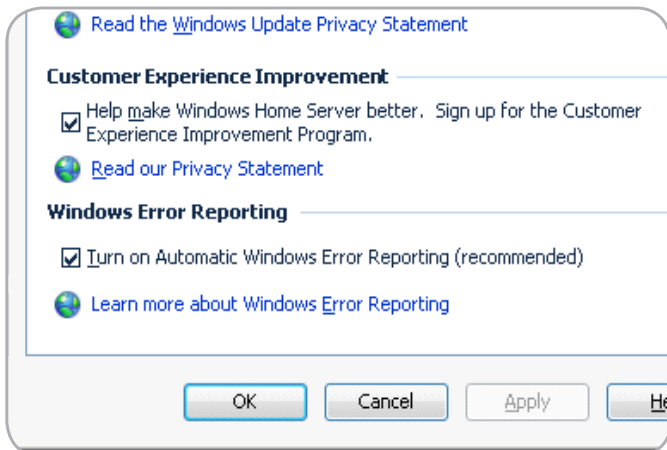 Read the Windows Update Privacy Statement
Customer Experience Improvement
Help make Windows Home Server better. Sign up for the Customer
Experience Improvement Program.
Read our Privacy Statement
Windows Error Reporting
Turn on Automatic Windows Error Reporting (recommended)
Learn more about Windows Error Reporting
OK Cancel Apply He